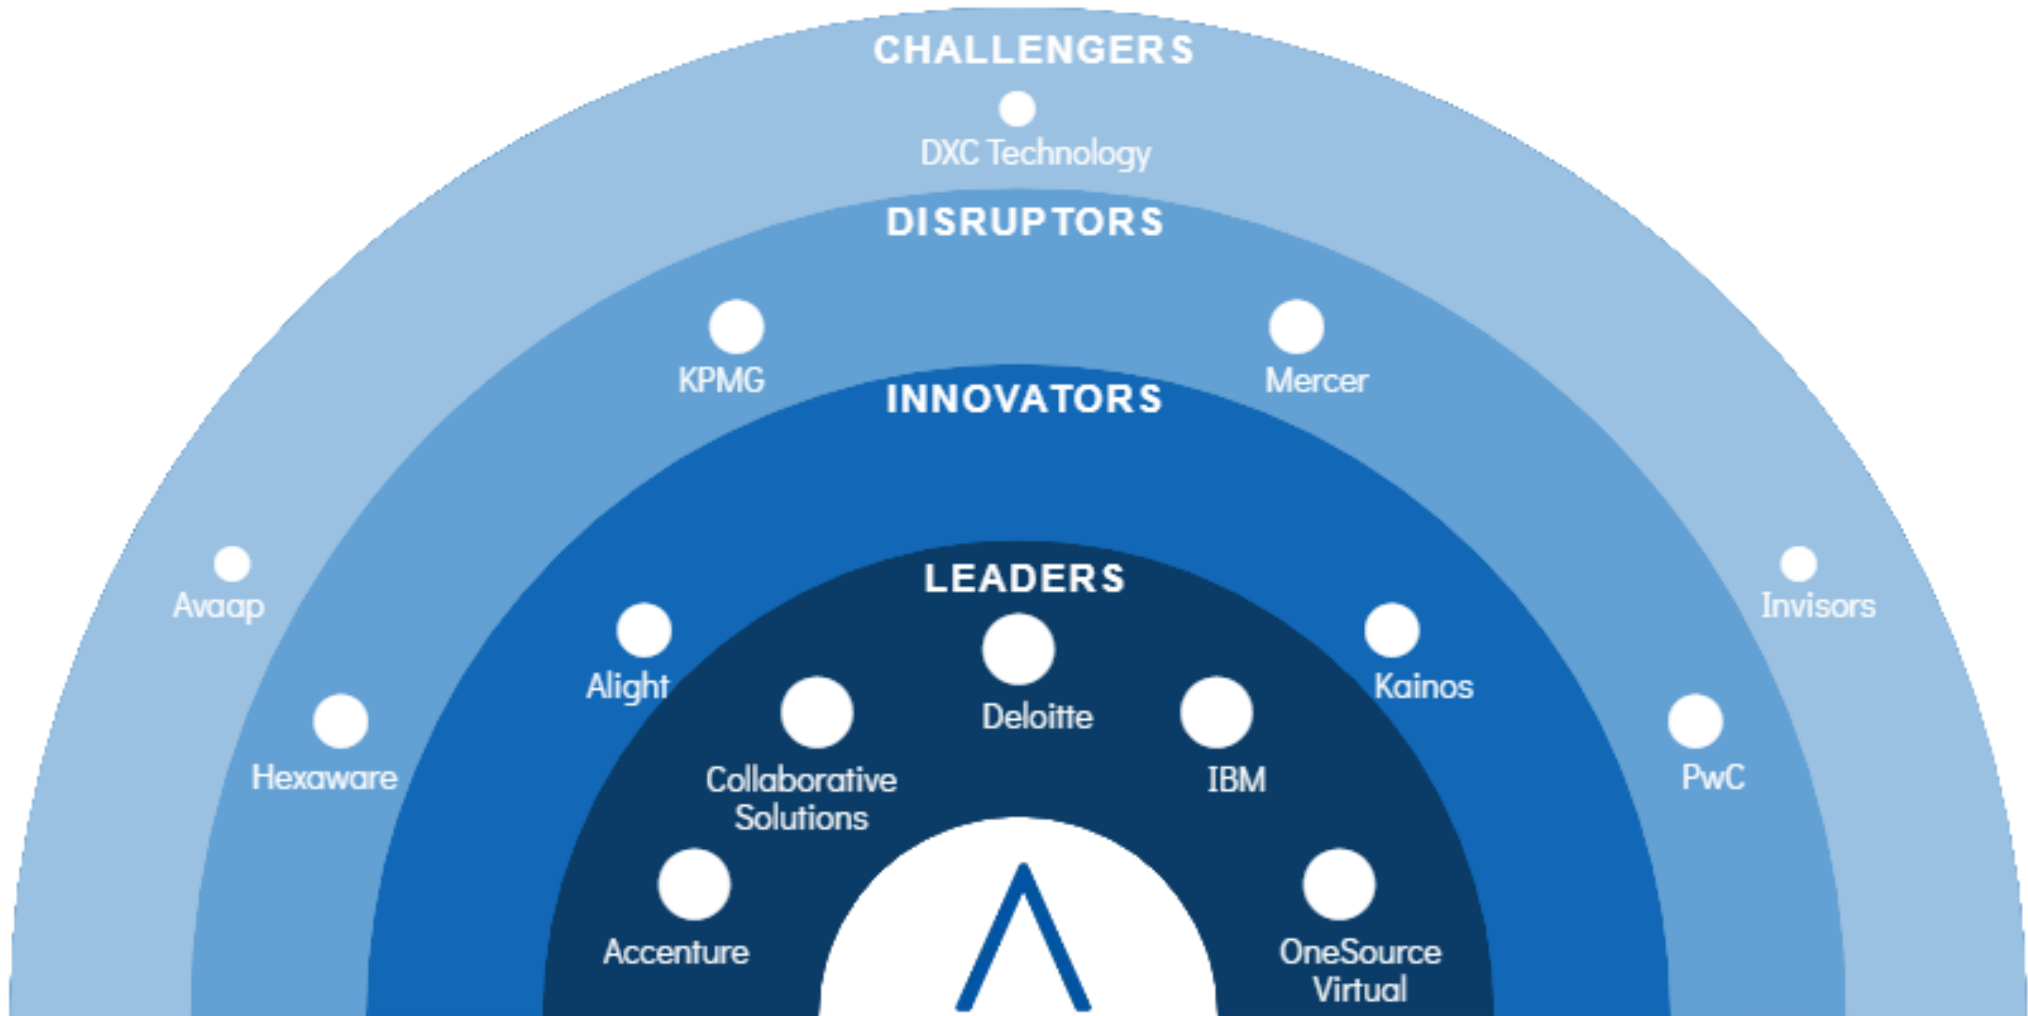 CHALLENGERS
DXC Technology
Avaap
Invisors
DISRUPTORS
KPMG
Mercer
Hexaware
PwC
INNOVATORS
Alight
Kainos
LEADERS
Deloitte
Collaborative
Solutions
IBM
Accenture
OneSource
Virtual